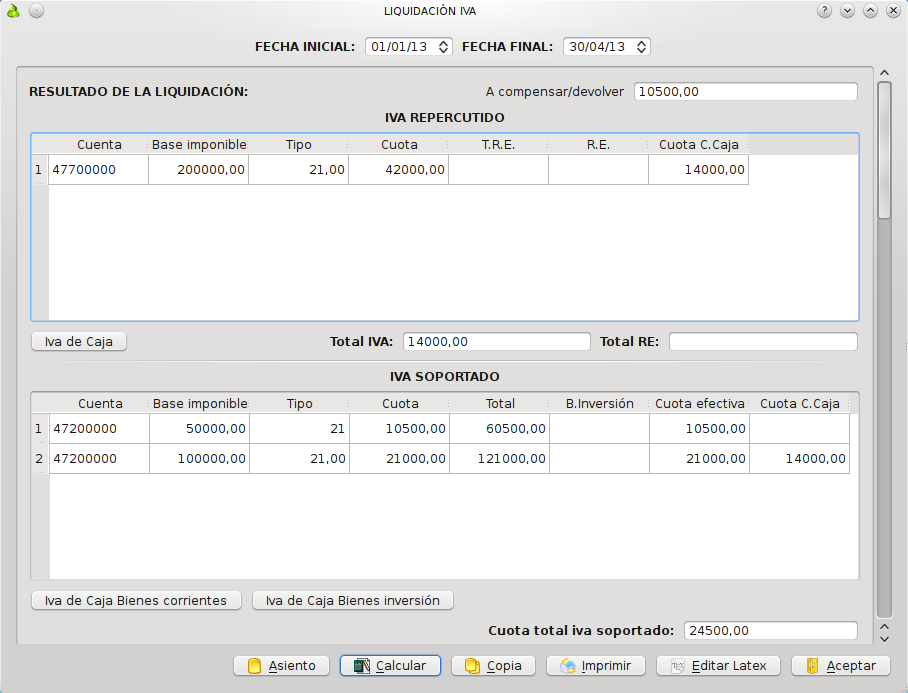 LIQUIDACIÓN IVA
FECHA INICIAL: 01/01/13 FECHA FINAL: 30/04/13
RESULTADO DE LA LIQUIDACIÓN: A compensar/devolver 10500,00
IVA REPERCUTIDO
Cuenta Base imponible Tipo Cuota T.R.E. R.E. Cuota C.Caja
1 47700000 200000,00 21,00 42000,00 14000,00
Iva de Caja Total IVA: 14000,00 Total RE:
IVA SOPORTADO
Cuenta Base imponible Tipo Cuota Total B.Inversión Cuota efectiva Cuota C.Caja
1 47200000 50000,00 21 10500,00 60500,00 10500,00
2 47200000 100000,00 21,00 21000,00 121000,00 21000,00 14000,00
Iva de Caja Bienes corrientes Iva de Caja Bienes inversión
Cuota total iva soportado: 24500,00
Asiento Calcular Copia Imprimir Editar Latex Aceptar